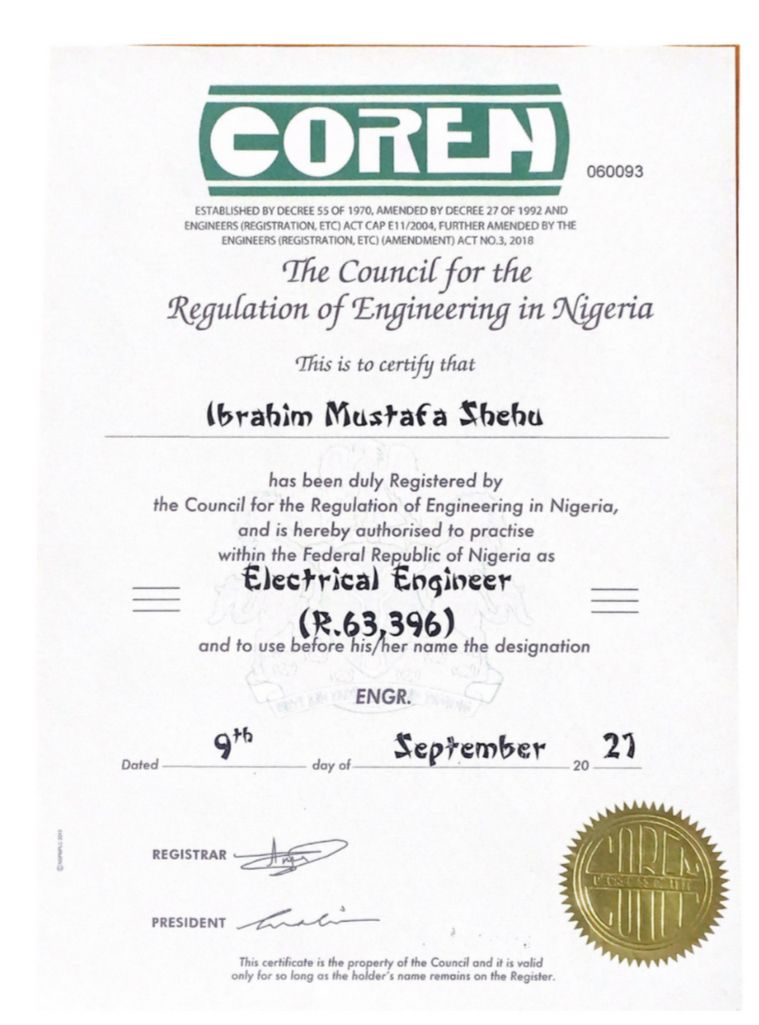 COREN
060093
ESTABLISHED BY DECREE 55 OF 1970, AMENDED BY DECREE 27 OF 1992 AND
ENGINEERS (REGISTRATION, ETC) ACT CAP E11/2004, FURTHER AMENDED BY THE
ENGINEERS (REGISTRATION, ETC) (AMENDMENT) ACT NO.3, 2018
The Council for the
Regulation of Engineering in Nigeria
This is to certify that
Ibrahim Mustafa Shehu
has been duly Registered by
the Council for the Regulation of Engineering in Nigeria,
and is hereby authorised to practise
within the Federal Republic of Nigeria as
Electrical Engineer
(R.63,396)
and to use before his/her name the designation
ENGR.
Dated 9th day of September 20 21
REGISTRAR
PRESIDENT
COREN
This certificate is the property of the Council and it is valid
only for so long as the holder's name remains on the Register.